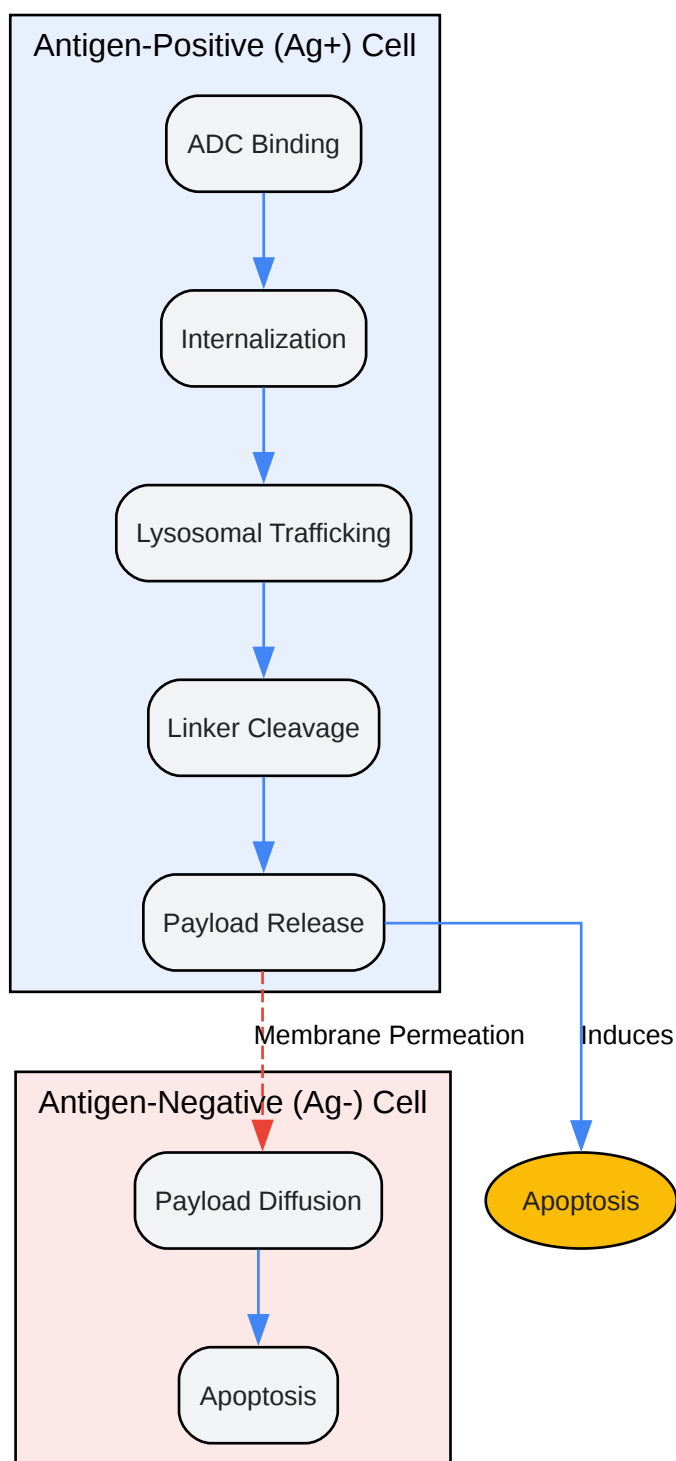 Antigen-Positive (Ag+) Cell
ADC Binding
Internalization
Lysosomal Trafficking
Linker Cleavage
Payload Release
Membrane Permeation
Induces
Antigen-Negative (Ag-) Cell
Payload Diffusion
Apoptosis
Apoptosis